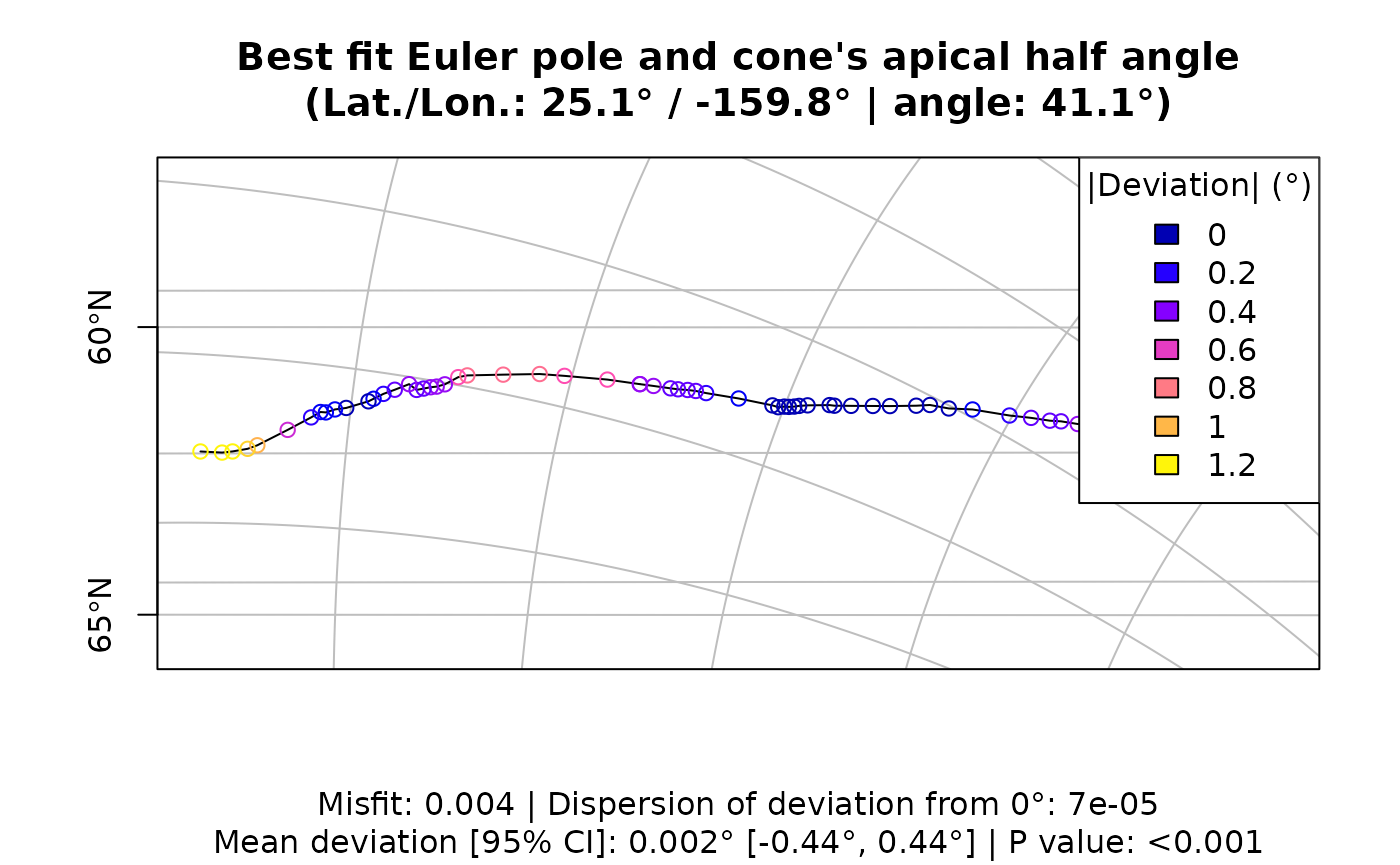 Best fit Euler pole and cone's apical half angle
(Lat./Lon.: 25.1° / -159.8° | angle: 41.1°)
|Deviation| (°)
0
0.2
0.4
0.6
0.8
1
1.2
60°N
65°N
Misfit: 0.004 | Dispersion of deviation from 0°: 7e-05
Mean deviation [95% CI]: 0.002° [-0.44°, 0.44°] | P value: <0.001